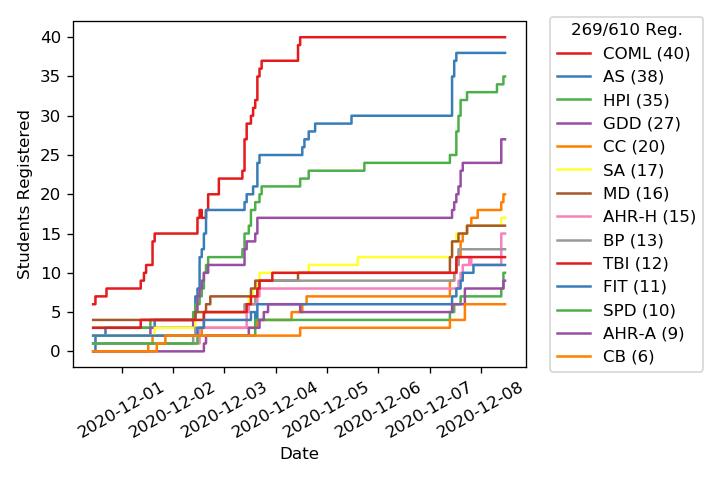 40
35
30
25
20
15
10
5
0
Students Registered
2020-12-01
2020-12-02
2020-12-03
2020-12-04
2020-12-05
2020-12-06
2020-12-07
2020-12-08
Date
269/610 Reg.
COML (40)
AS (38)
HPI (35)
GDD (27)
CC (20)
SA (17)
MD (16)
AHR-H (15)
BP (13)
TBI (12)
FIT (11)
SPD (10)
AHR-A (9)
CB (6)